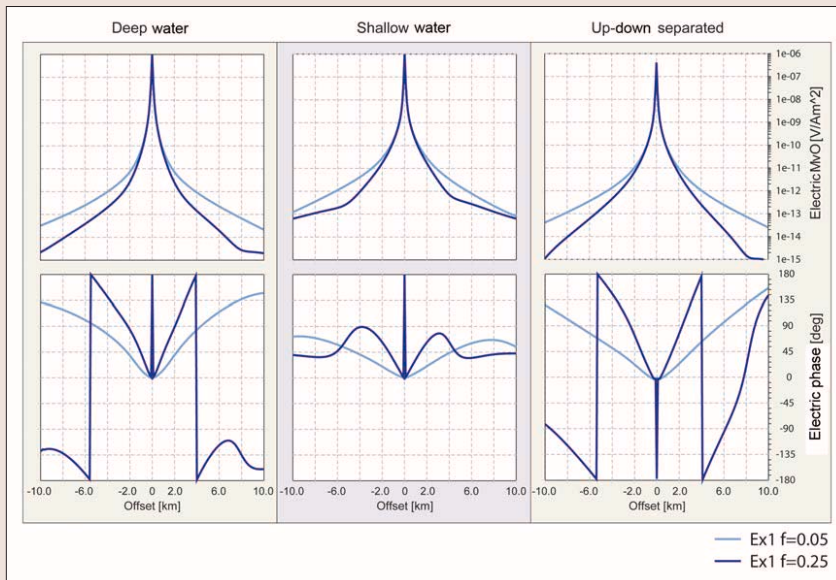 Deep water
Shallow water
Up-down separated
1e-06
1e-07
1e-08
1e-09
1e-10
1e-11
1e-12
1e-13
1e-14
1e-15
Electric MvO [V/Am^2]
180
135
90
45
0
-45
-90
-135
-180
Electric phase [deg]
-10.0 -6.0 -2.0 0 2.0 6.0 10.0
-10.0 -6.0 -2.0 0 2.0 6.0 10.0
-10.0 -6.0 -2.0 0 2.0 6.0 10.0
Offset [km]
Offset [km]
Offset [km]
Ex1 f=0.05
Ex1 f=0.25